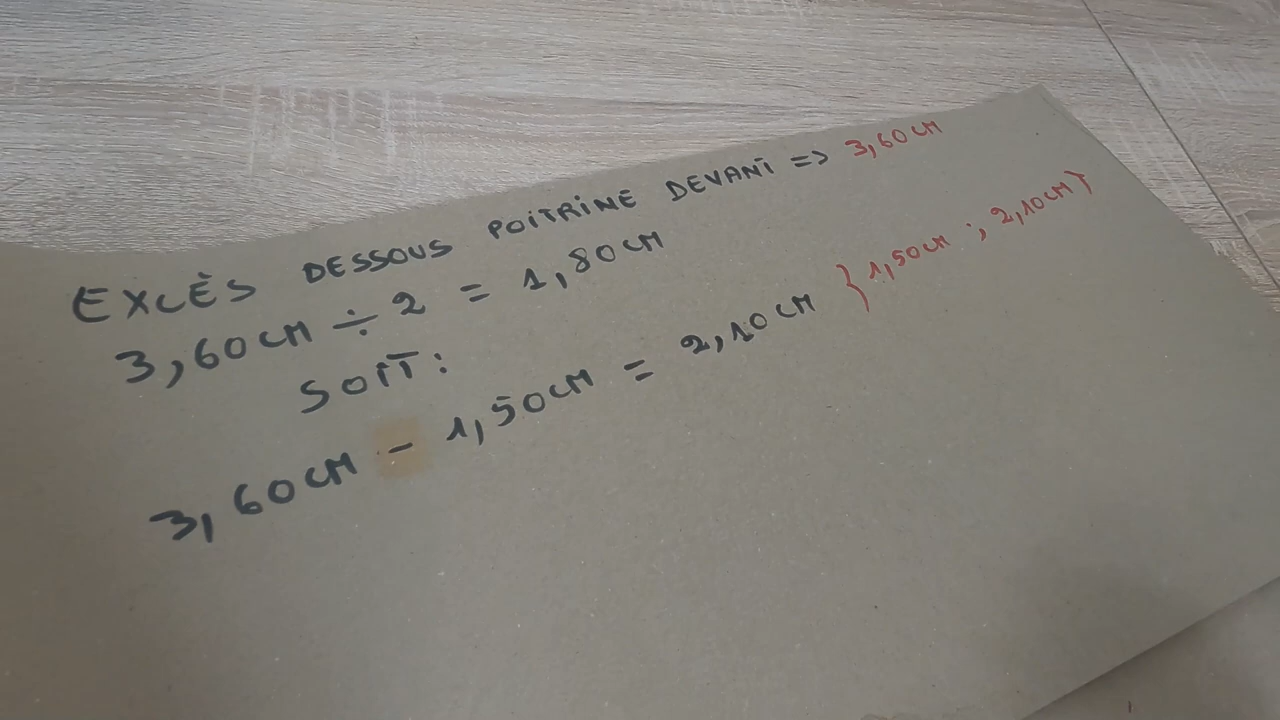 EXCÈS DESSOUS POITRINE DEVANT => 3,60CM
3,60CM ÷ 2 = 1,80CM
SOIT:
3,60CM - 1,50CM = 2,10CM }1,50CM ; 2,10CM}